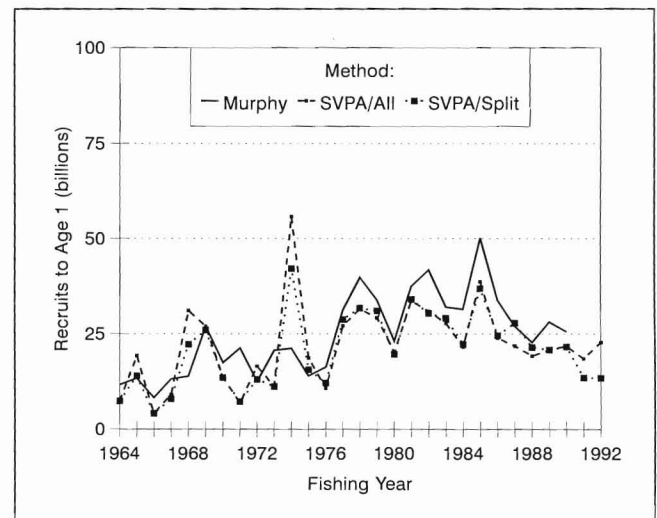 100
75
50
25
0
Recruits to Age 1 (billions)
Method:
Murphy SVPA/All SVPA/Split
1964 1968 1972 1976 1980 1984 1988 1992
Fishing Year